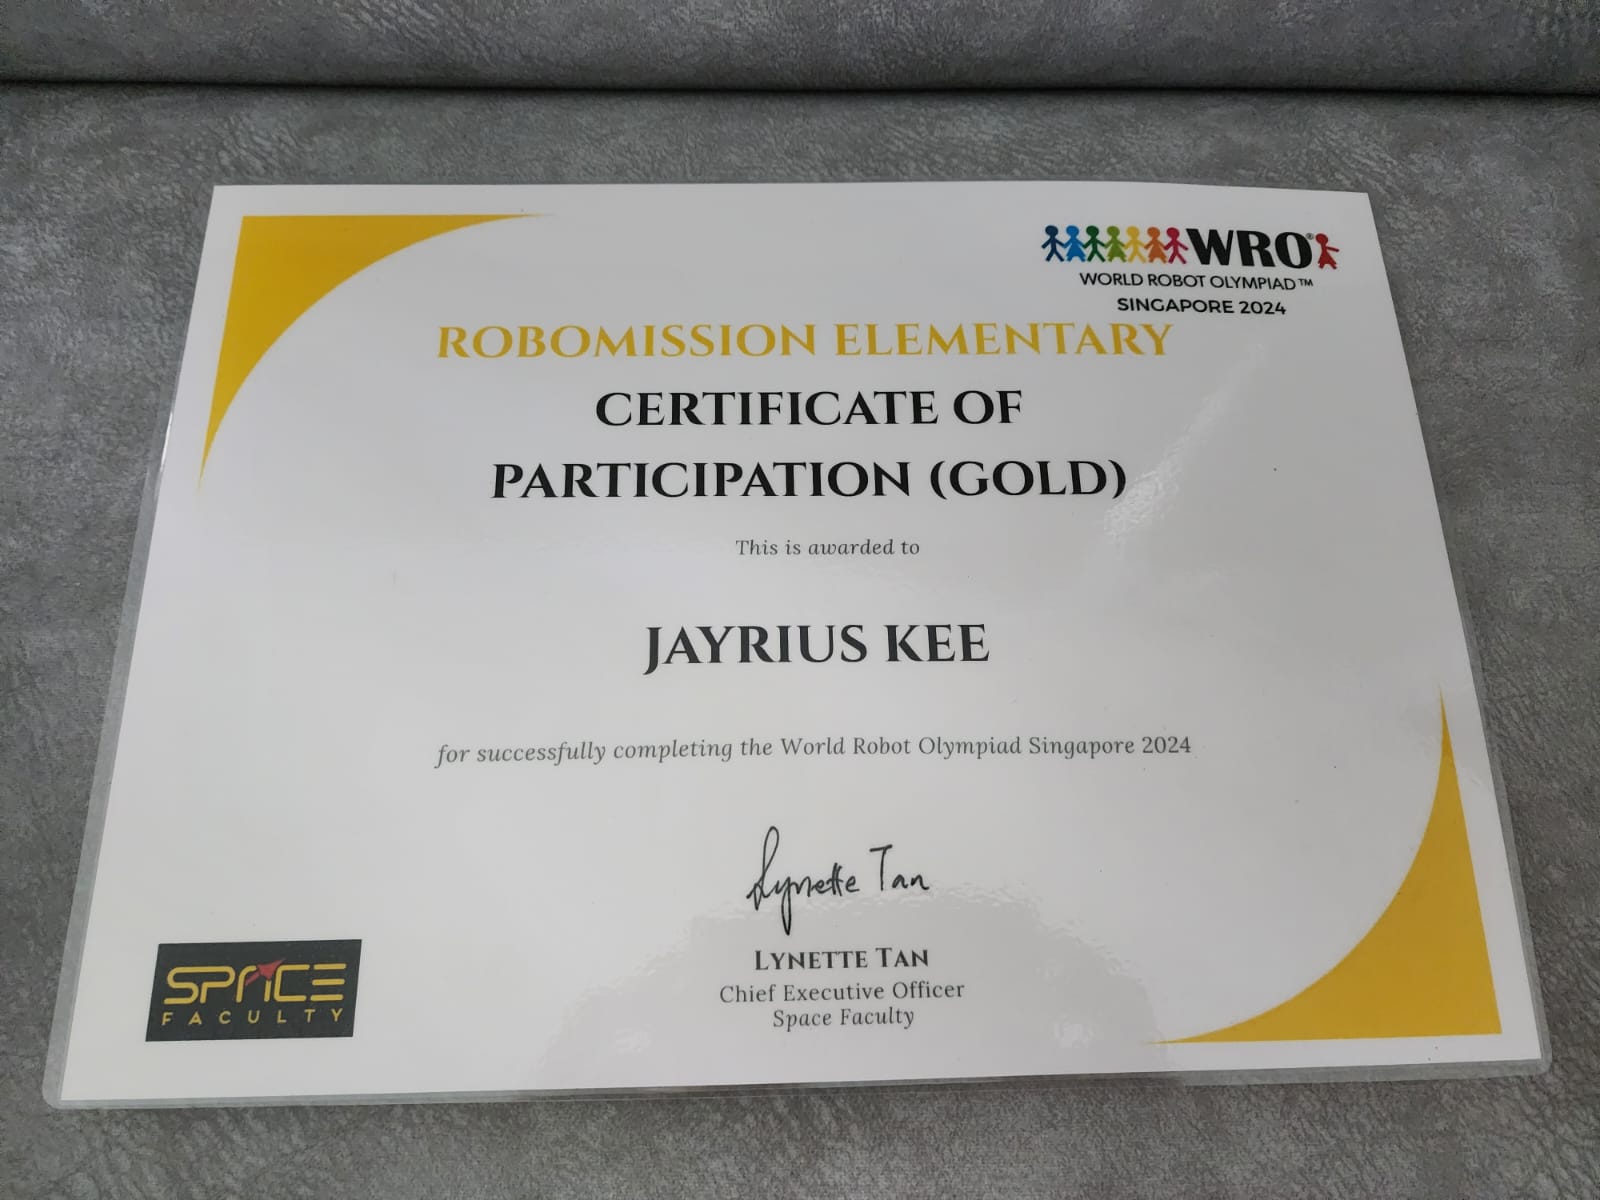 WRO®
WORLD ROBOT OLYMPIAD™
SINGAPORE 2024
ROBOMISSION ELEMENTARY
CERTIFICATE OF
PARTICIPATION (GOLD)
This is awarded to
JAYRIUS KEE
for successfully completing the World Robot Olympiad Singapore 2024
Lynette Tan
LYNETTE TAN
Chief Executive Officer
Space Faculty
SPACE
FACULTY